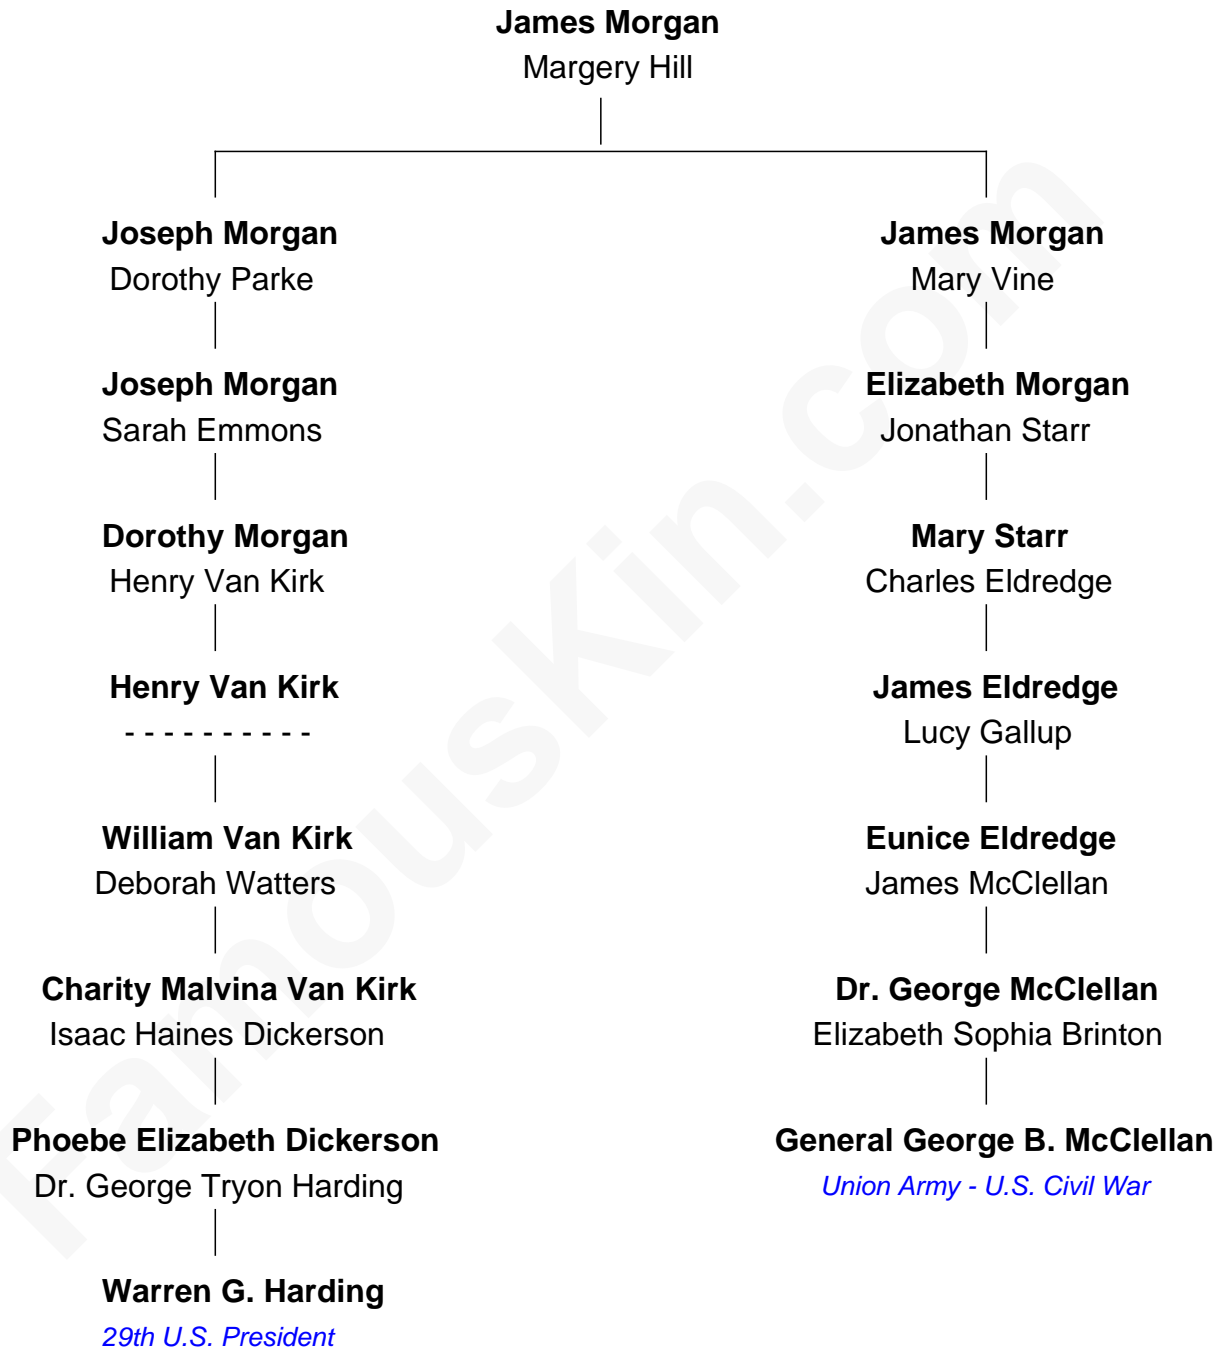 James Morgan
Margery Hill
Joseph Morgan
Dorothy Parke
James Morgan
Mary Vine
Joseph Morgan
Sarah Emmons
Elizabeth Morgan
Jonathan Starr
Dorothy Morgan
Henry Van Kirk
Mary Starr
Charles Eldredge
Henry Van Kirk
- - - - - - - - - -
James Eldredge
Lucy Gallup
William Van Kirk
Deborah Watters
Eunice Eldredge
James McClellan
Charity Malvina Van Kirk
Isaac Haines Dickerson
Dr. George McClellan
Elizabeth Sophia Brinton
Phoebe Elizabeth Dickerson
Dr. George Tryon Harding
General George B. McClellan
Union Army - U.S. Civil War
Warren G. Harding
29th U.S. President
FamousKin.com